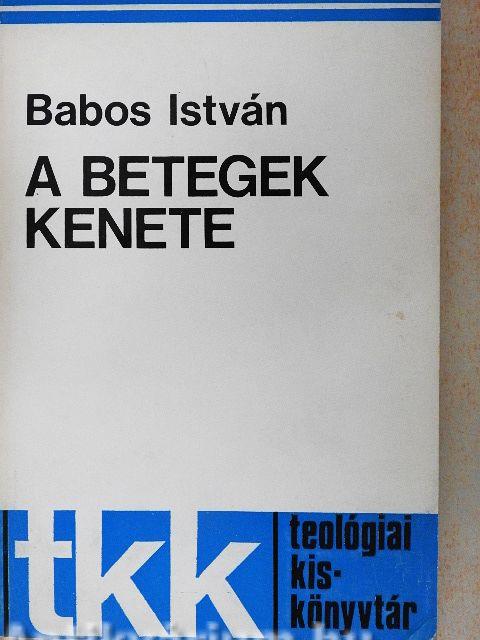 Babos István
A BETEGEK
KENETE
tkk
teológiai
kis-
könyvtár